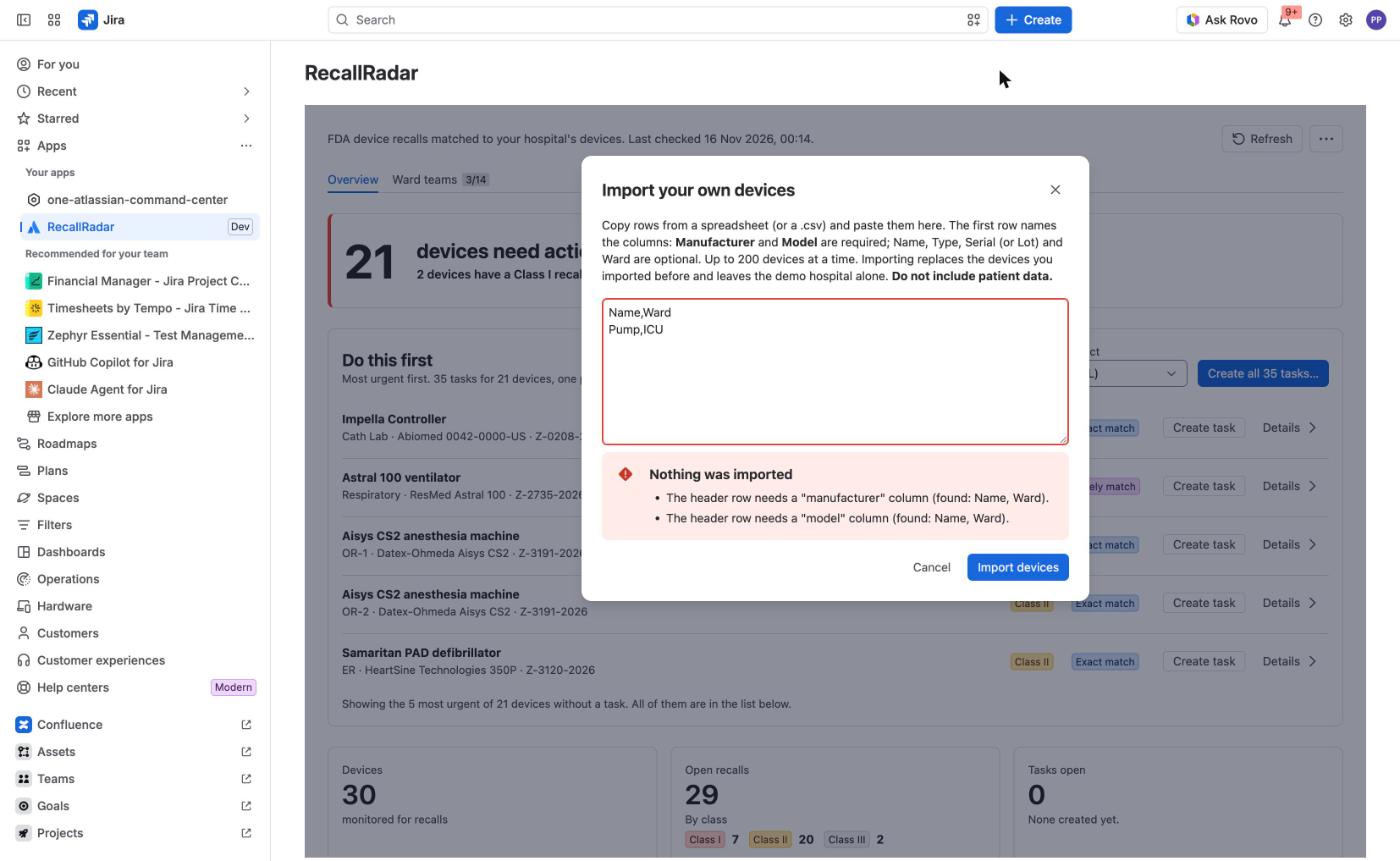 Jira
Search
Create
Ask Rovo
9+
PP
For you
Recent
Starred
Apps
Your apps
one-atlassian-command-center
RecallRadar
Dev
Recommended for your team
Financial Manager - Jira Project C...
Timesheets by Tempo - Jira Time ...
Zephyr Essential - Test Manageme...
GitHub Copilot for Jira
Claude Agent for Jira
Explore more apps
Roadmaps
Plans
Spaces
Filters
Dashboards
Operations
Hardware
Customers
Customer experiences
Help centers
Modern
Confluence
Assets
Teams
Goals
Projects
RecallRadar
FDA device recalls matched to your hospital's devices. Last checked 16 Nov 2026, 00:14.
Refresh
Overview
Ward teams 3/14
21
devices need acti
2 devices have a Class I recal
Do this first
Most urgent first. 35 tasks for 21 devices, one
ct
L)
Create all 35 tasks...
Impella Controller
Cath Lab · Abiomed 0042-0000-US · Z-0208-
act match
Create task
Details
Astral 100 ventilator
Respiratory · ResMed Astral 100 · Z-2735-2026
ely match
Create task
Details
Aisys CS2 anesthesia machine
OR-1 · Datex-Ohmeda Aisys CS2 · Z-3191-202
act match
Create task
Details
Aisys CS2 anesthesia machine
OR-2 · Datex-Ohmeda Aisys CS2 · Z-3191-2026
Class II
Exact match
Create task
Details
Samaritan PAD defibrillator
ER · HeartSine Technologies 350P · Z-3120-2026
Class II
Exact match
Create task
Details
Showing the 5 most urgent of 21 devices without a task. All of them are in the list below.
Devices
30
monitored for recalls
Open recalls
29
By class
Class I 7 Class II 20 Class III 2
Tasks open
0
None created yet.
Import your own devices
Copy rows from a spreadsheet (or a .csv) and paste them here. The first row names
the columns: Manufacturer and Model are required; Name, Type, Serial (or Lot) and
Ward are optional. Up to 200 devices at a time. Importing replaces the devices you
imported before and leaves the demo hospital alone. Do not include patient data.
Name,Ward
Pump,ICU
Nothing was imported
• The header row needs a "manufacturer" column (found: Name, Ward).
• The header row needs a "model" column (found: Name, Ward).
Cancel
Import devices